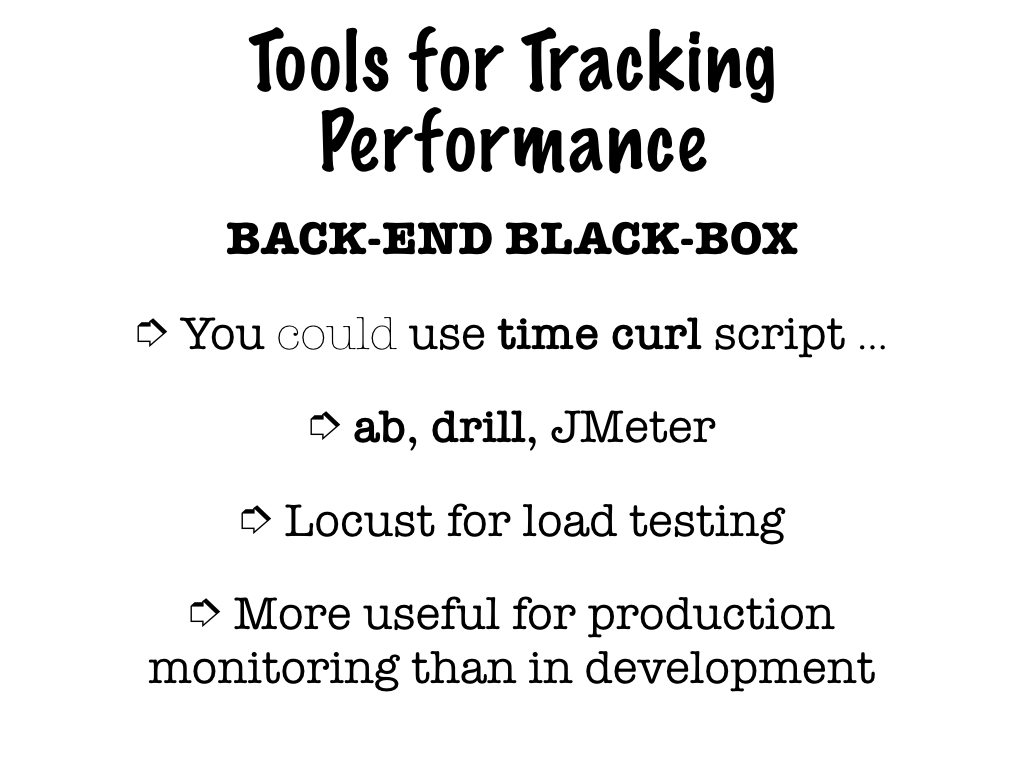 Tools for Tracking
Performance
BACK-END BLACK-BOX
➯ You could use time curl script ...
➯ ab, drill, JMeter
➯ Locust for load testing
➯ More useful for production
monitoring than in development